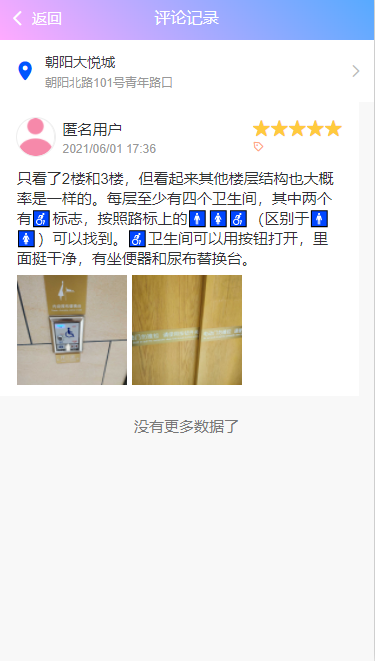 返回
评论记录
朝阳大悦城
朝阳北路101号青年路口
匿名用户
2021/06/01 17:36
只看了2楼和3楼，但看起来其他楼层结构也大概
率是一样的。每层至少有四个卫生间，其中两个
有♿标志，按照路标上的🚹🚺♿（区别于🚹
🚺）可以找到。♿卫生间可以用按钮打开，里
面挺干净，有坐便器和尿布替换台。
没有更多数据了